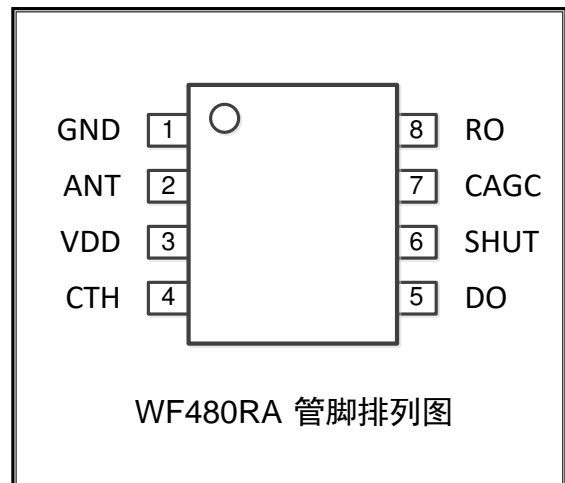 GND 1 8 RO
ANT 2 7 CAGC
VDD 3 6 SHUT
CTH 4 5 DO
WF480RA 管脚排列图